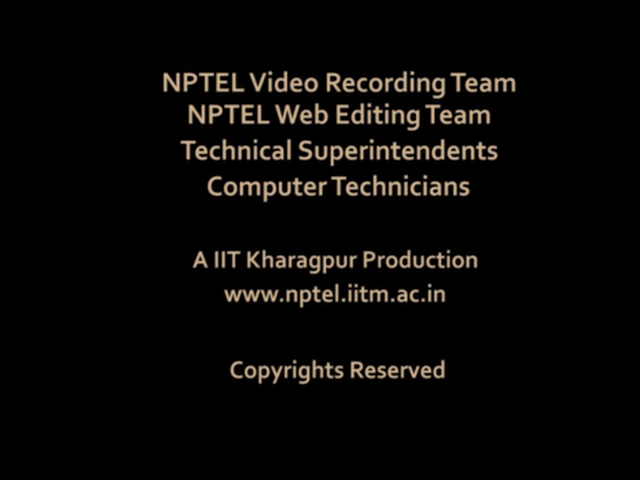 NPTEL Video Recording Team
NPTEL Web Editing Team
Technical Superintendents
Computer Technicians
A IIT Kharagpur Production
www.nptel.iitm.ac.in
Copyrights Reserved